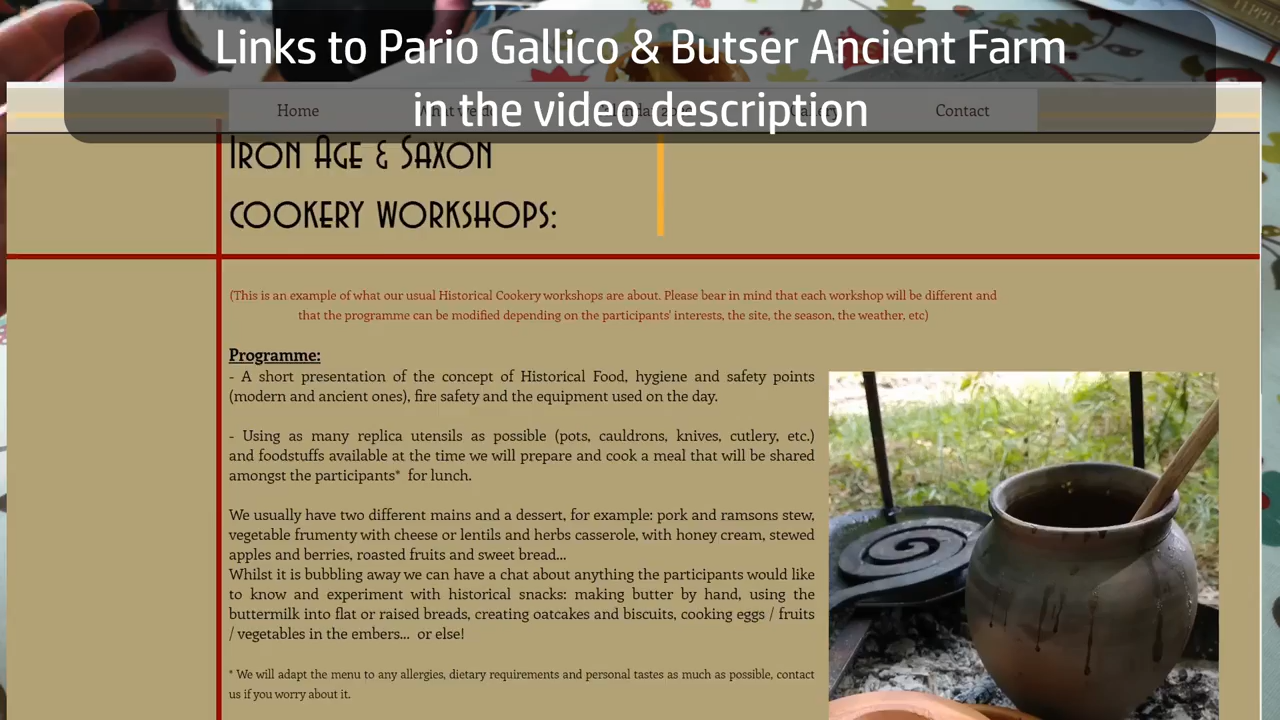 Links to Pario Gallico & Butser Ancient Farm
in the video description
Home
Contact
Iron Age & Saxon
cookery workshops:
(This is an example of what our usual Historical Cookery workshops are about. Please bear in mind that each workshop will be different and
that the programme can be modified depending on the participants' interests, the site, the season, the weather, etc)
Programme:
- A short presentation of the concept of Historical Food, hygiene and safety points
(modern and ancient ones), fire safety and the equipment used on the day.
- Using as many replica utensils as possible (pots, cauldrons, knives, cutlery, etc.)
and foodstuffs available at the time we will prepare and cook a meal that will be shared
amongst the participants* for lunch.
We usually have two different mains and a dessert, for example: pork and ramsons stew,
vegetable frumenty with cheese or lentils and herbs casserole, with honey cream, stewed
apples and berries, roasted fruits and sweet bread...
Whilst it is bubbling away we can have a chat about anything the participants would like
to know and experiment with historical snacks: making butter by hand, using the
buttermilk into flat or raised breads, creating oatcakes and biscuits, cooking eggs / fruits
/ vegetables in the embers... or else!
* We will adapt the menu to any allergies, dietary requirements and personal tastes as much as possible, contact
us if you worry about it.